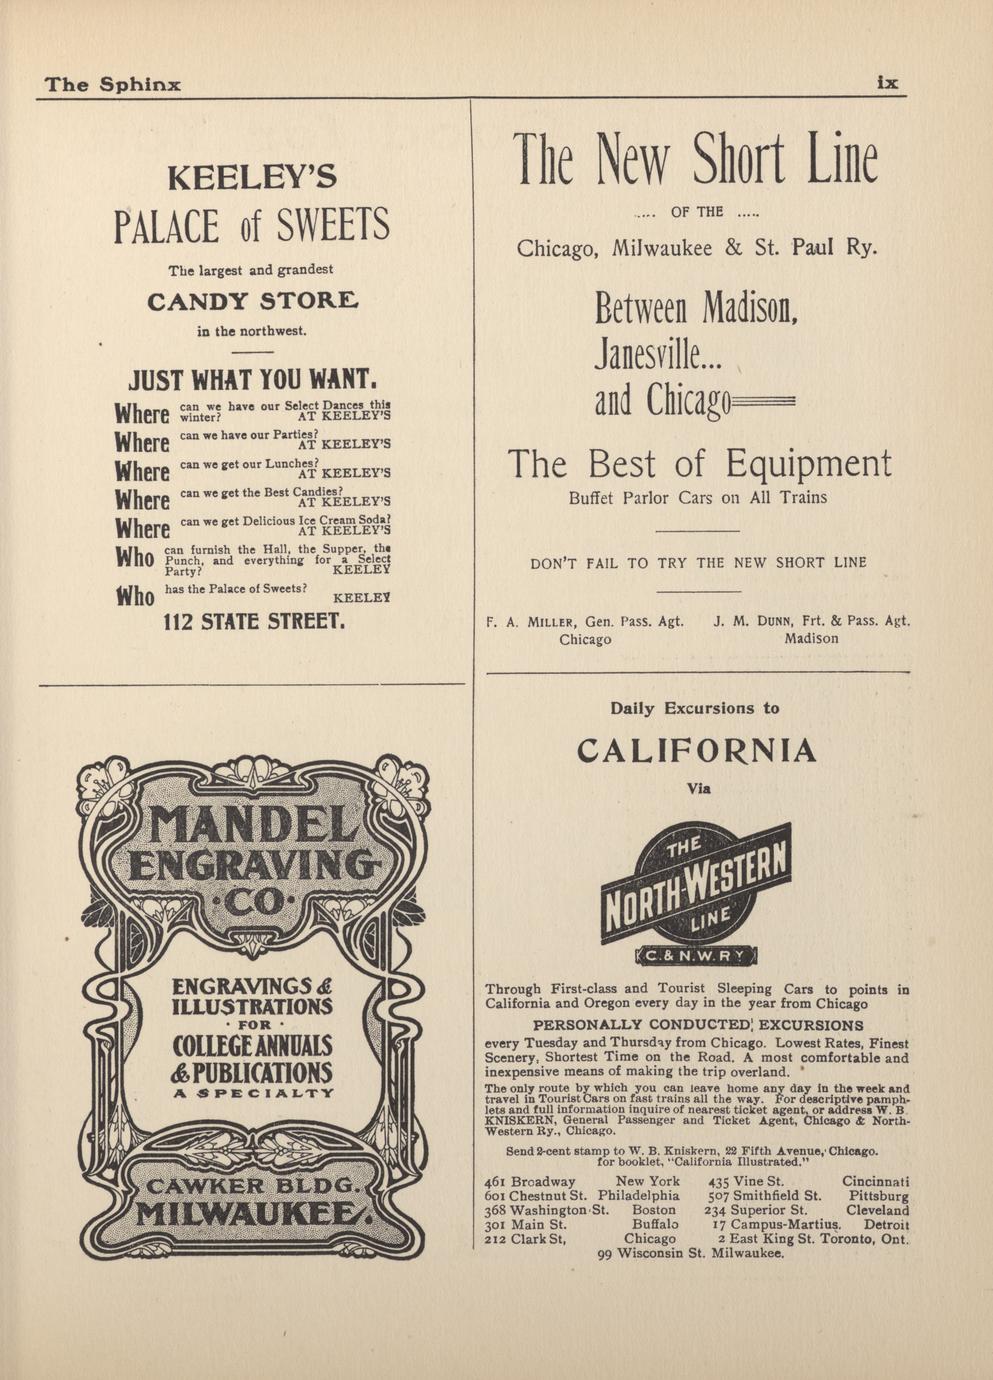 The Sphinx ix
KEELEY'S
PALACE of SWEETS
The largest and grandest
CANDY STORE
in the northwest.
JUST WHAT YOU WANT.
Where can we have our Select Dances this
winter? AT KEELEY'S
Where can we have our Parties?
AT KEELEY'S
Where can we get our Lunches?
AT KEELEY'S
Where can we get the Best Candies?
AT KEELEY'S
Where can we get Delicious Ice Cream Soda?
AT KEELEY'S
Who can furnish the Hall, the Supper, the
Punch, and everything for a Select
Party? KEELEY
Who has the Palace of Sweets?
KEELEY
112 STATE STREET.
MANDEL
ENGRAVING
·CO·
ENGRAVINGS &
ILLUSTRATIONS
· FOR ·
COLLEGE ANNUALS
& PUBLICATIONS
A SPECIALTY
CAWKER BLDG.
MILWAUKEE.
The New Short Line
..... OF THE .....
Chicago, Milwaukee & St. Paul Ry.
Between Madison,
Janesville...
and Chicago
The Best of Equipment
Buffet Parlor Cars on All Trains
DON'T FAIL TO TRY THE NEW SHORT LINE
F. A. MILLER, Gen. Pass. Agt. J. M. DUNN, Frt. & Pass. Agt.
Chicago Madison
Daily Excursions to
CALIFORNIA
Via
THE
NORTH-WESTERN
LINE
C. & N. W. RY
Through First-class and Tourist Sleeping Cars to points in
California and Oregon every day in the year from Chicago
PERSONALLY CONDUCTED EXCURSIONS
every Tuesday and Thursday from Chicago. Lowest Rates, Finest
Scenery, Shortest Time on the Road. A most comfortable and
inexpensive means of making the trip overland.
The only route by which you can leave home any day in the week and
travel in Tourist Cars on fast trains all the way. For descriptive pamph-
lets and full information inquire of nearest ticket agent, or address W. B.
KNISKERN, General Passenger and Ticket Agent, Chicago & North-
Western Ry., Chicago.
Send 2-cent stamp to W. B. Kniskern, 22 Fifth Avenue, Chicago.
for booklet, "California Illustrated."
461 Broadway New York 435 Vine St. Cincinnati
601 Chestnut St. Philadelphia 507 Smithfield St. Pittsburg
368 Washington St. Boston 234 Superior St. Cleveland
301 Main St. Buffalo 17 Campus-Martius. Detroit
212 Clark St, Chicago 2 East King St. Toronto, Ont.
99 Wisconsin St. Milwaukee.